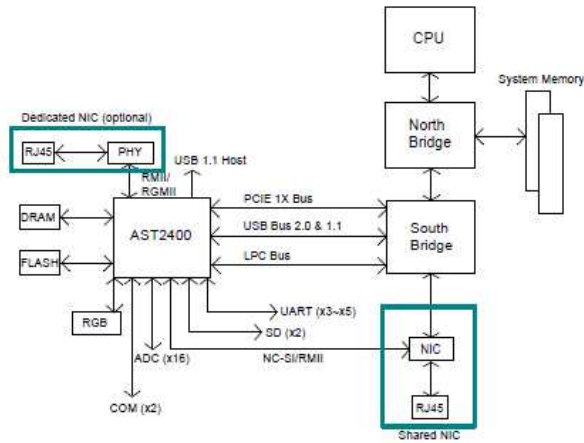 CPU
System Memory
North
Bridge
Dedicated NIC (optional)
RJ45
PHY
USB 1.1 Host
RMII/
RGMII
PCIE 1X Bus
DRAM
AST2400
USB Bus 2.0 & 1.1
South
Bridge
FLASH
LPC Bus
RGB
UART (x3~x5)
SD (x2)
ADC (x16)
NC-SI/RMII
NIC
COM (x2)
RJ45
Shared NIC